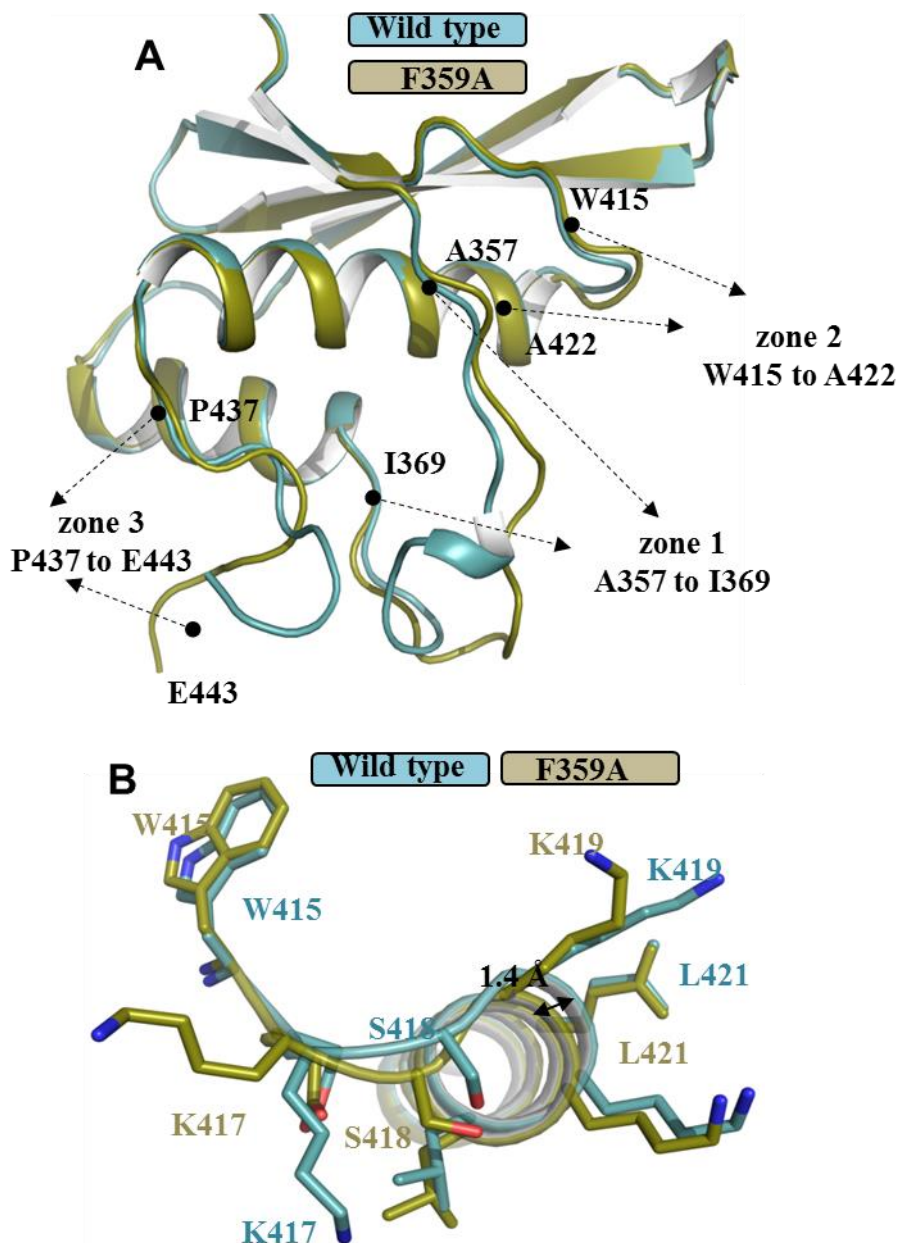 A
Wild type
F359A
W415
A357
A422
zone 2
W415 to A422
P437
I369
zone 3
P437 to E443
zone 1
A357 to I369
E443
B
Wild type
F359A
W415
K419
K419
W415
1.4 Å
L421
S418
L421
K417
S418
K417